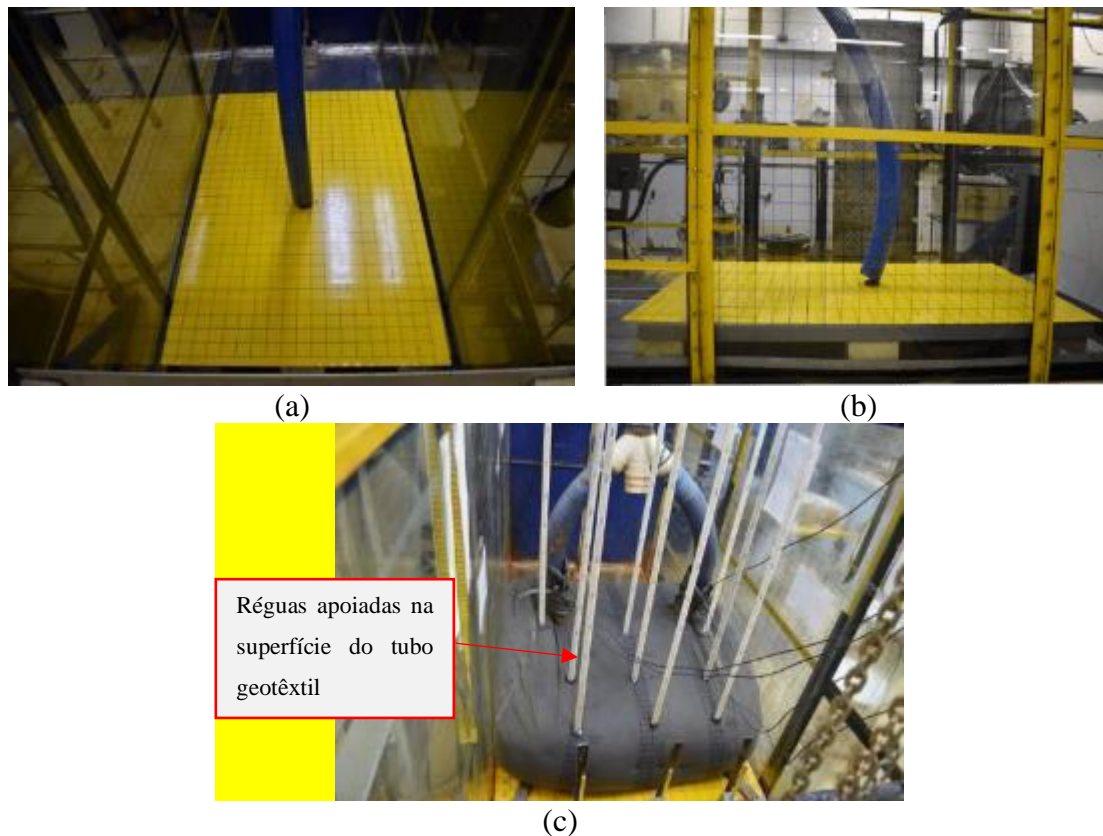 (a)
(b)
Réguas apoiadas na
superfície do tubo
geotêxtil
(c)